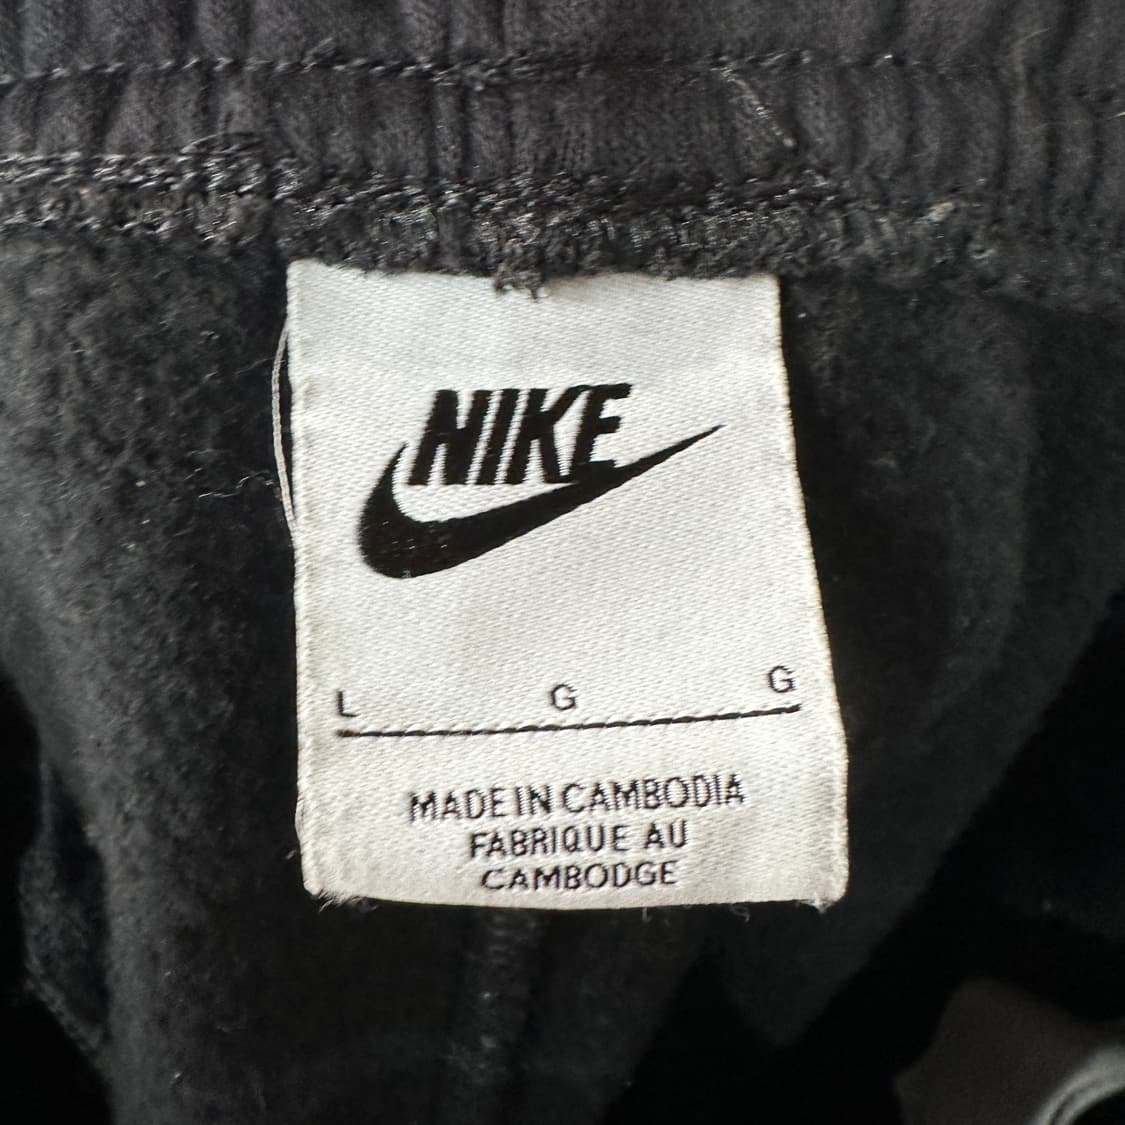 NIKE
L G G
MADE IN CAMBODIA
FABRIQUE AU
CAMBODGE